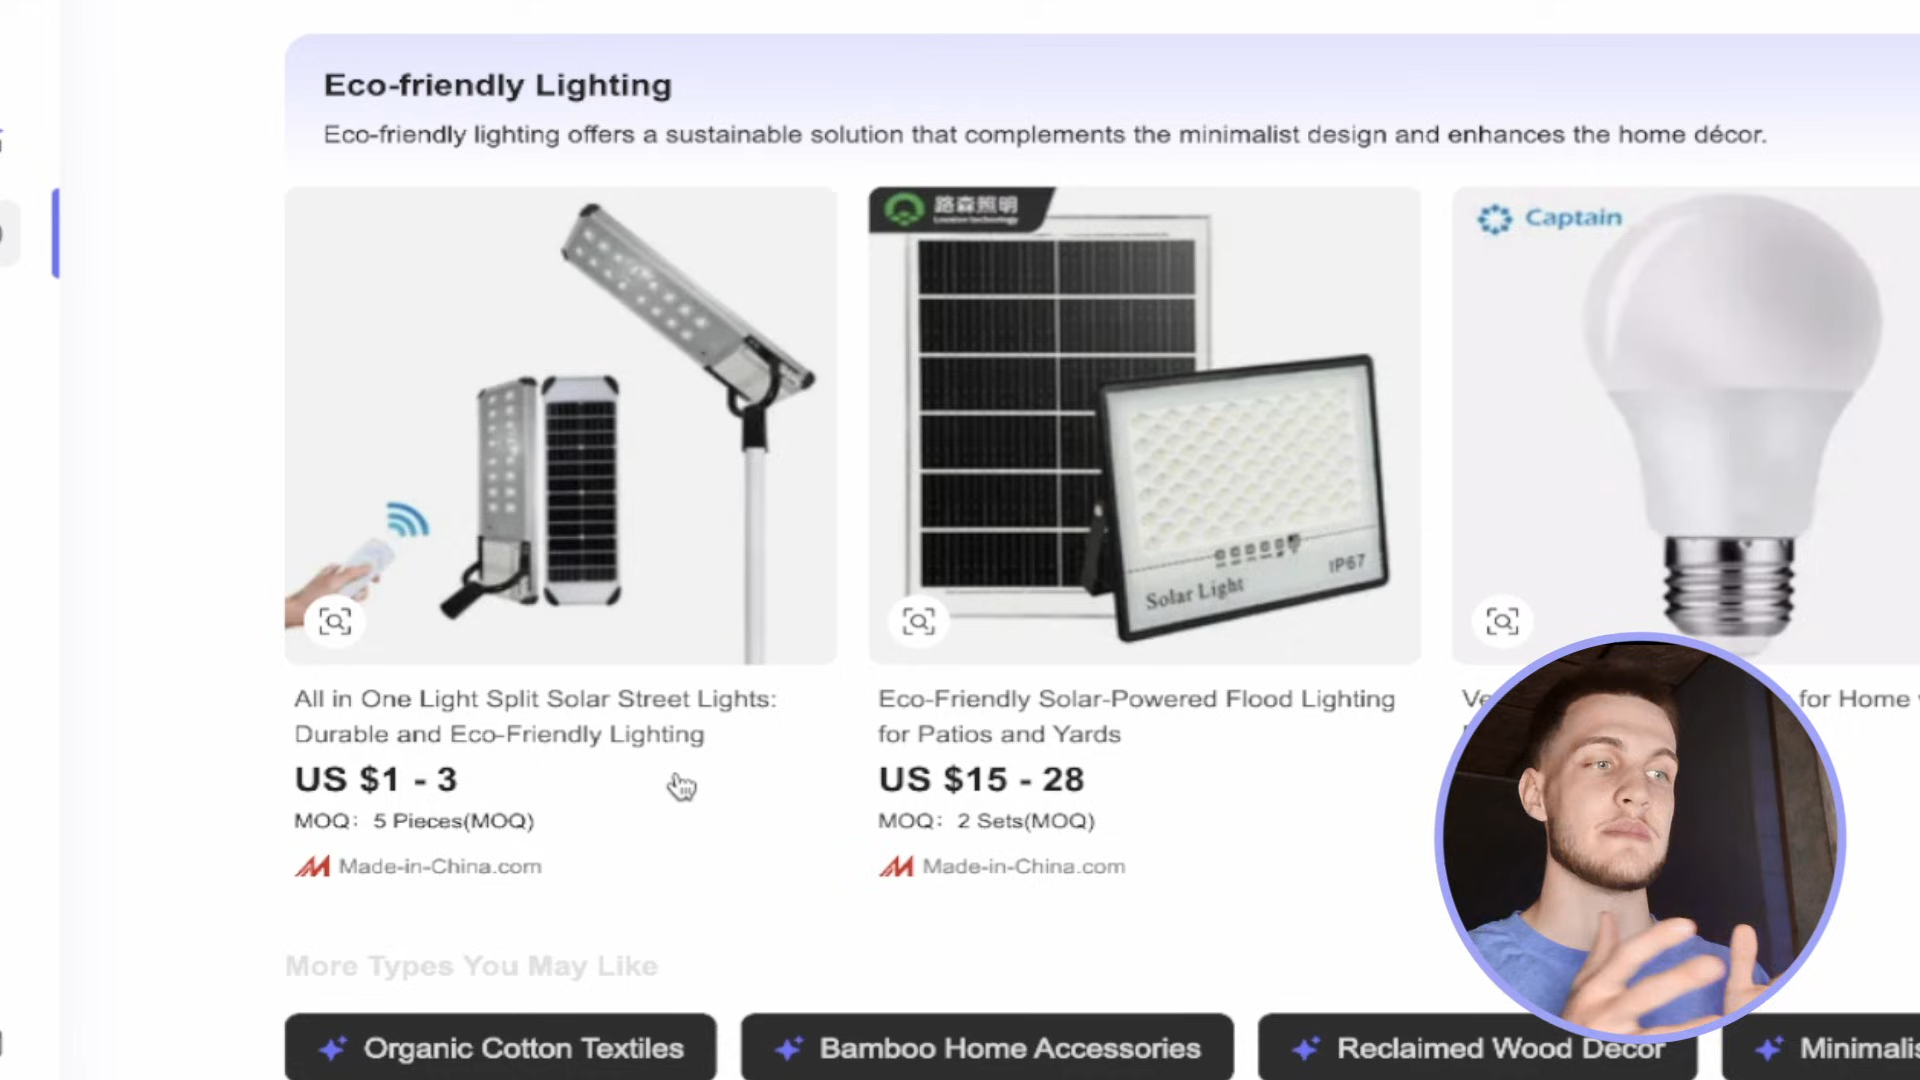 Eco-friendly Lighting
Eco-friendly lighting offers a sustainable solution that complements the minimalist design and enhances the home décor.
路森照明
Captain
Solar Light
IP67
All in One Light Split Solar Street Lights:
Durable and Eco-Friendly Lighting
US $1 - 3
MOQ: 5 Pieces(MOQ)
Made-in-China.com
Eco-Friendly Solar-Powered Flood Lighting
for Patios and Yards
US $15 - 28
MOQ: 2 Sets(MOQ)
Made-in-China.com
for Home
More Types You May Like
Organic Cotton Textiles
Bamboo Home Accessories
Reclaimed Wood Decor